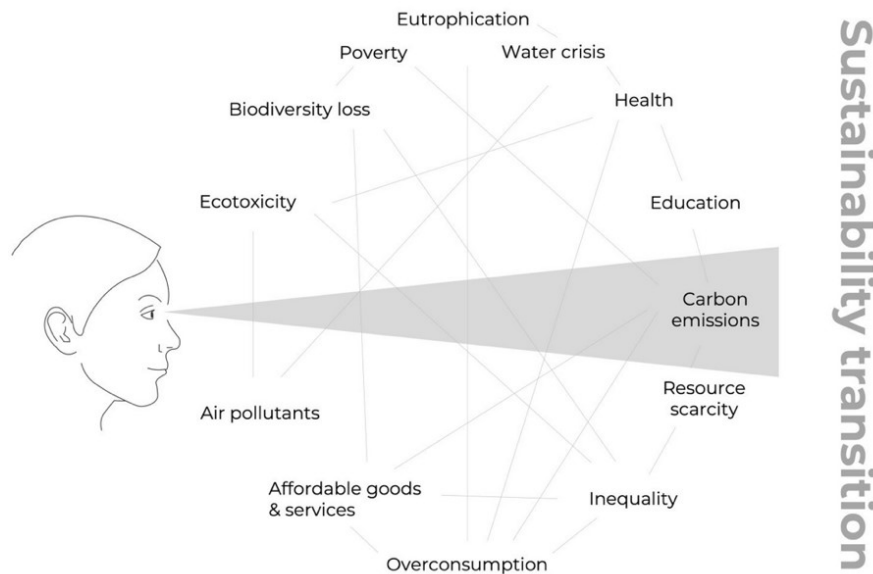 Eutrophication
Poverty
Water crisis
Biodiversity loss
Health
Ecotoxicity
Education
Carbon
emissions
Resource
scarcity
Air pollutants
Affordable goods
& services
Inequality
Overconsumption
Sustainability transition